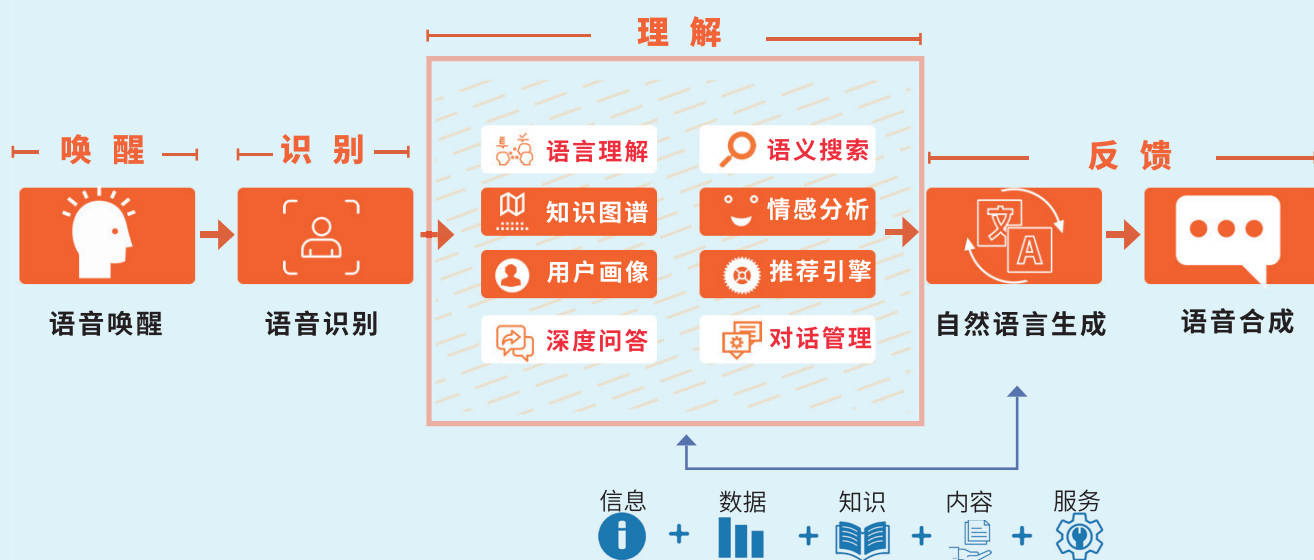 理 解
唤 醒
识 别
反 馈
语言理解
语义搜索
知识图谱
情感分析
用户画像
推荐引擎
深度问答
对话管理
文
A
语音唤醒
语音识别
自然语言生成
语音合成
信息
数据
知识
内容
服务
i
+
+
+
+